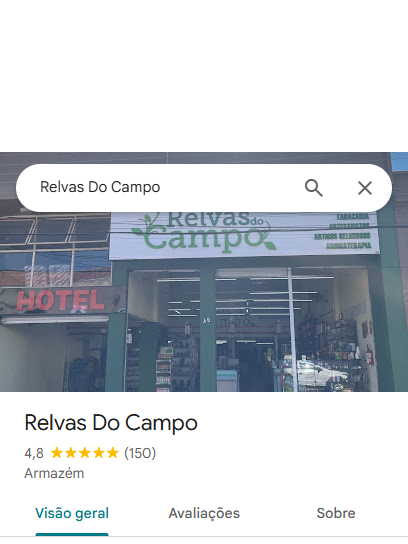 Relvas Do Campo
Relvas do
Campo
TABACARIA
ARTESANATOS
ARTIGOS RELIGIOSOS
AROMATERAPIA
HOTEL
49
Relvas Do Campo
4,8 (150)
Armazém
Visão geral Avaliações Sobre